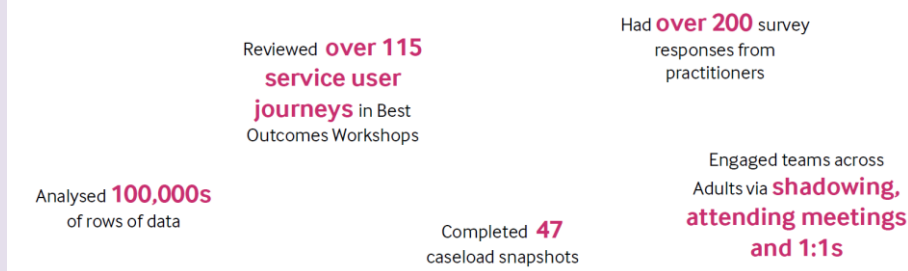 Reviewed over 115
service user
journeys in Best
Outcomes Workshops
Had over 200 survey
responses from
practitioners
Analysed 100,000s
of rows of data
Completed 47
caseload snapshots
Engaged teams across
Adults via shadowing,
attending meetings
and 1:1s